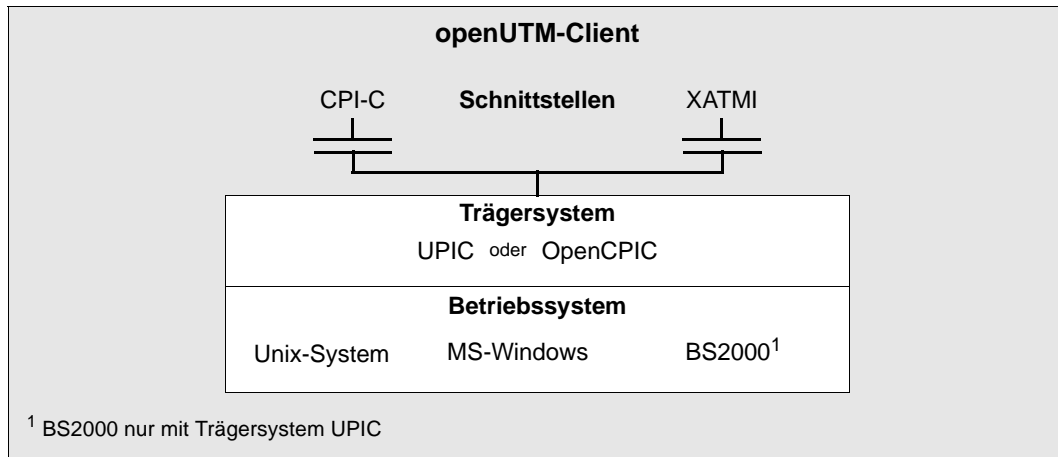 openUTM-Client
CPI-C Schnittstellen XATMI
Trägersystem
UPIC oder OpenCPIC
Betriebssystem
Unix-System MS-Windows BS2000¹
¹ BS2000 nur mit Trägersystem UPIC